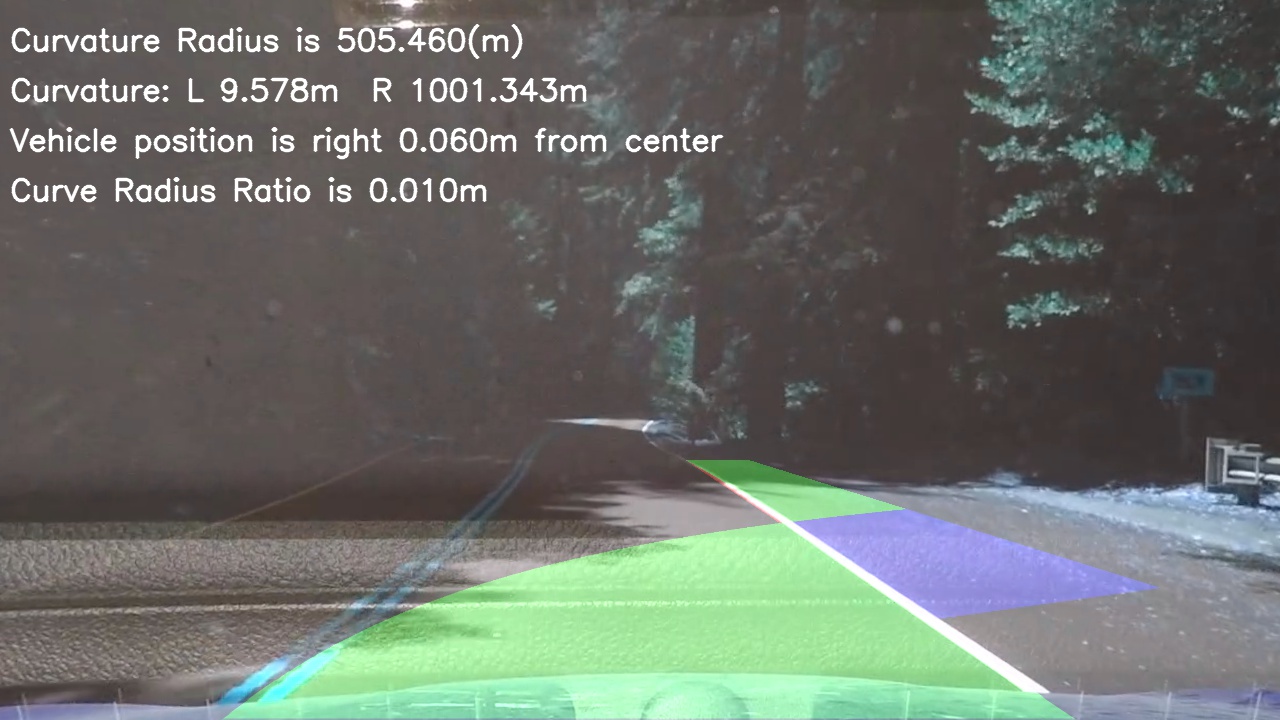 Curvature Radius is 505.460(m)
Curvature: L 9.578m R 1001.343m
Vehicle position is right 0.060m from center
Curve Radius Ratio is 0.010m